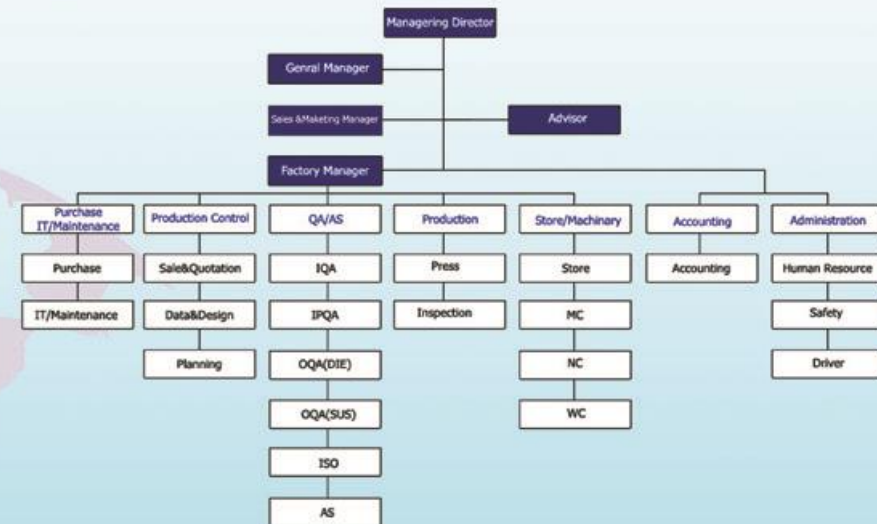 Managering Director
Genral Manager
Sales &Maketing Manager
Advisor
Factory Manager
Purchase
IT/Maintenance
Production Control
QA/AS
Production
Store/Machinary
Accounting
Administration
Purchase
Sale&Quotation
IQA
Press
Store
Accounting
Human Resource
IT/Maintenance
Data&Design
IPQA
Inspection
MC
Safety
Planning
OQA(DIE)
NC
Driver
OQA(SUS)
WC
ISO
AS